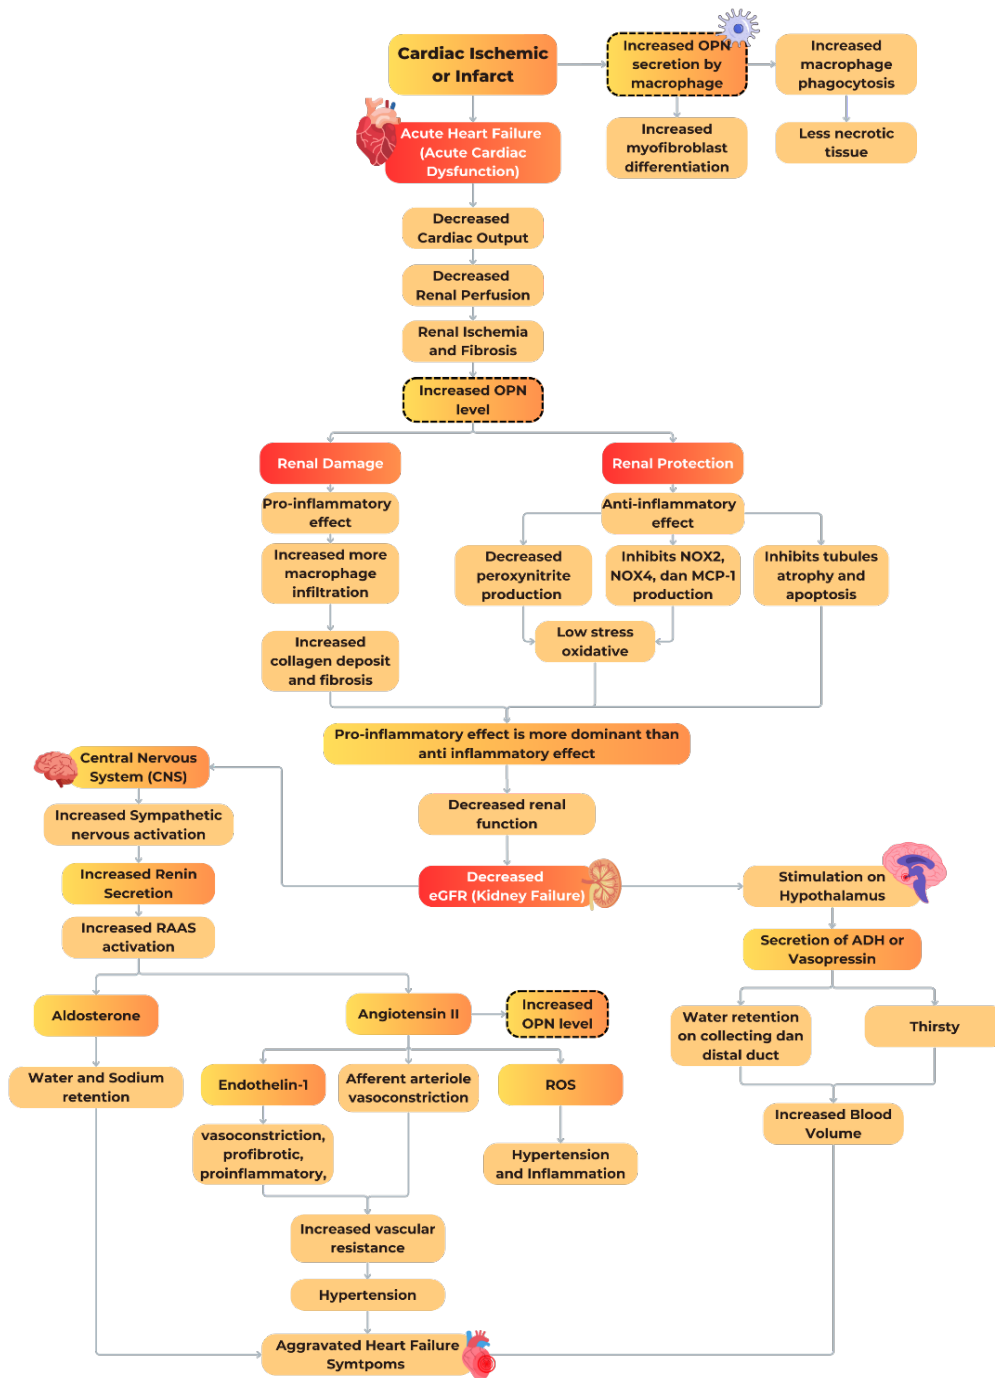 Cardiac Ischemic
or Infarct
Increased OPN
secretion by
macrophage
Increased
macrophage
phagocytosis
Acute Heart Failure
(Acute Cardiac
Dysfunction)
Increased
myofibroblast
differentiation
Less necrotic
tissue
Decreased
Cardiac Output
Decreased
Renal Perfusion
Renal Ischemia
and Fibrosis
Increased OPN
level
Renal Damage
Renal Protection
Pro-inflammatory
effect
Anti-inflammatory
effect
Increased more
macrophage
infiltration
Decreased
peroxynitrite
production
Inhibits NOX2,
NOX4, dan MCP-1
production
Inhibits tubules
atrophy and
apoptosis
Increased
collagen deposit
and fibrosis
Low stress
oxidative
Pro-inflammatory effect is more dominant than
anti inflammatory effect
Central Nervous
System (CNS)
Decreased renal
function
Increased Sympathetic
nervous activation
Increased Renin
Secretion
Decreased
eGFR (Kidney Failure)
Stimulation on
Hypothalamus
Increased RAAS
activation
Secretion of ADH or
Vasopressin
Aldosterone
Angiotensin II
Increased
OPN level
Water retention
on collecting dan
distal duct
Thirsty
Water and Sodium
retention
Endothelin-1
Afferent arteriole
vasoconstriction
ROS
Increased Blood
Volume
vasoconstriction,
profibrotic,
proinflammatory,
Hypertension
and Inflammation
Increased vascular
resistance
Hypertension
Aggravated Heart Failure
Symtpoms